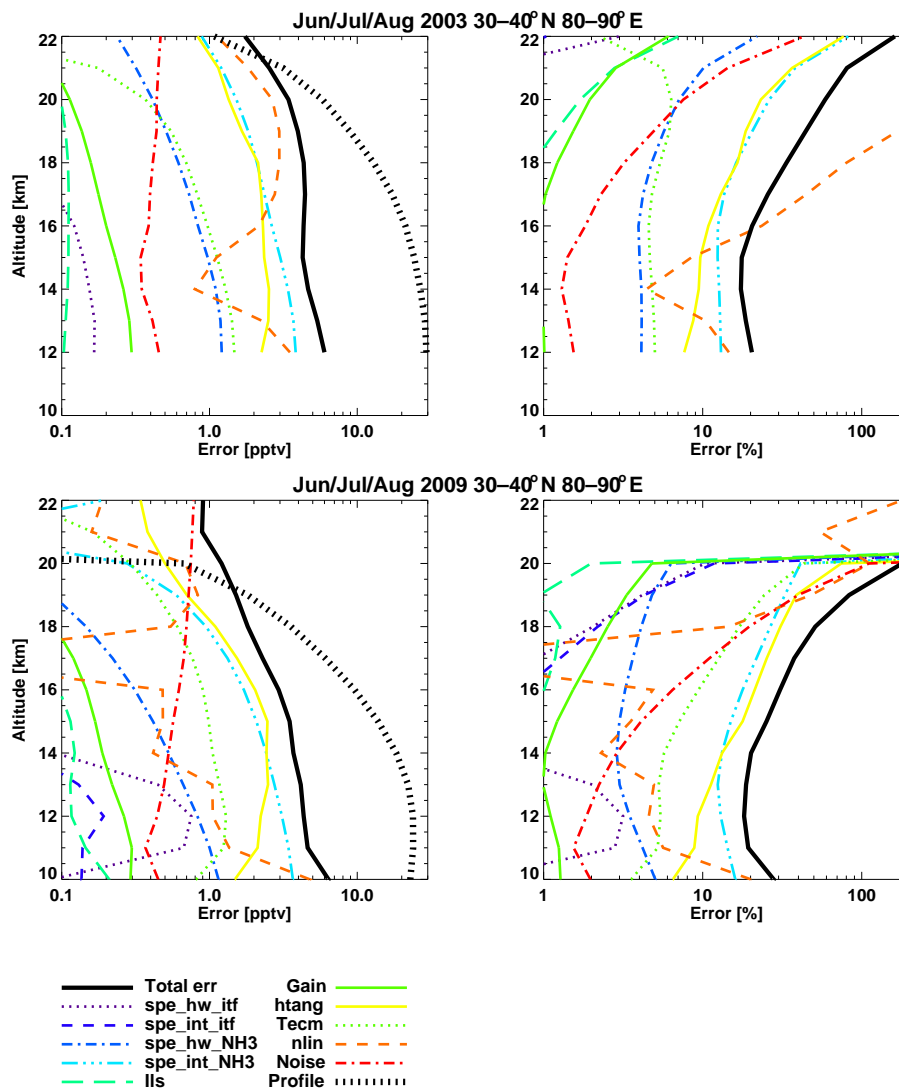 Jun/Jul/Aug 2003 30–40°N 80–90°E
22
20
18
16
14
12
10
Altitude [km]
0.1
1.0
10.0
Error [pptv]
22
20
18
16
14
12
10
1
10
100
Error [%]
Jun/Jul/Aug 2009 30–40°N 80–90°E
22
20
18
16
14
12
10
Altitude [km]
0.1
1.0
10.0
Error [pptv]
22
20
18
16
14
12
10
1
10
100
Error [%]
Total err
spe_hw_itf
spe_int_itf
spe_hw_NH3
spe_int_NH3
Ils
Gain
htang
Tecm
nlin
Noise
Profile